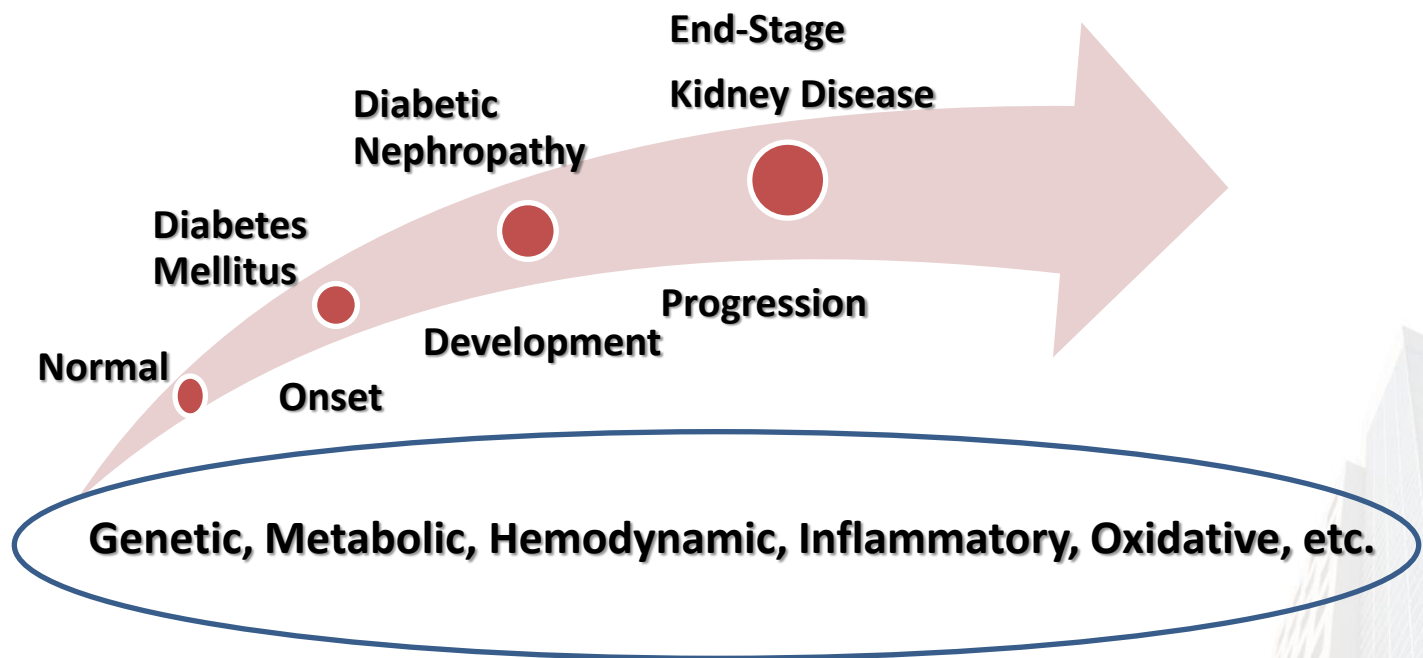 End-Stage
Kidney Disease
Diabetic
Nephropathy
Diabetes
Mellitus
Normal
Onset
Development
Progression
Genetic, Metabolic, Hemodynamic, Inflammatory, Oxidative, etc.